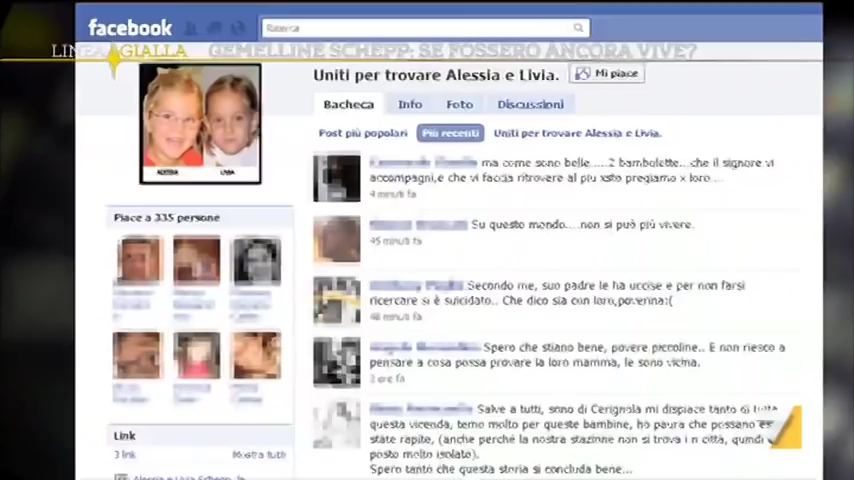 facebook
Ricerca
LINEA GIALLA GEMELLINE SCHEPP: SE FOSSERO ANCORA VIVE?
Uniti per trovare Alessia e Livia.
Mi piace
Bacheca Info Foto Discussioni
Post più popolari Più recenti Uniti per trovare Alessia e Livia.
ALESSIA LIVIA
ma come sono belle.....2 bambolette...che il signore vi
accompagni,e che vi faccia ritrovare al piu xsto preghiamo x loro...
4 minuti fa
Su questo mondo....non si può più vivere.
45 minuti fa
Secondo me, suo padre le ha uccise e per non farsi
ricercare si è suicidato.. Che dico sia con loro,poverina:(
48 minuti fa
Spero che stiano bene, povere piccoline.. E non riesco a
pensare a cosa possa provare la loro mamma, le sono vicina.
2 ore fa
Salve a tutti, sono di Cerignola mi dispiace tanto di tutta
questa vicenda, temo molto per queste bambine, ho paura che possano
state rapite, (anche perché la nostra stazione non si trova in città, quindi
posto molto isolato).
Spero tanto che questa storia si concluda bene...
Piace a 335 persone
Link
3 link Mostra tutti
Alessia e Livia Schepp